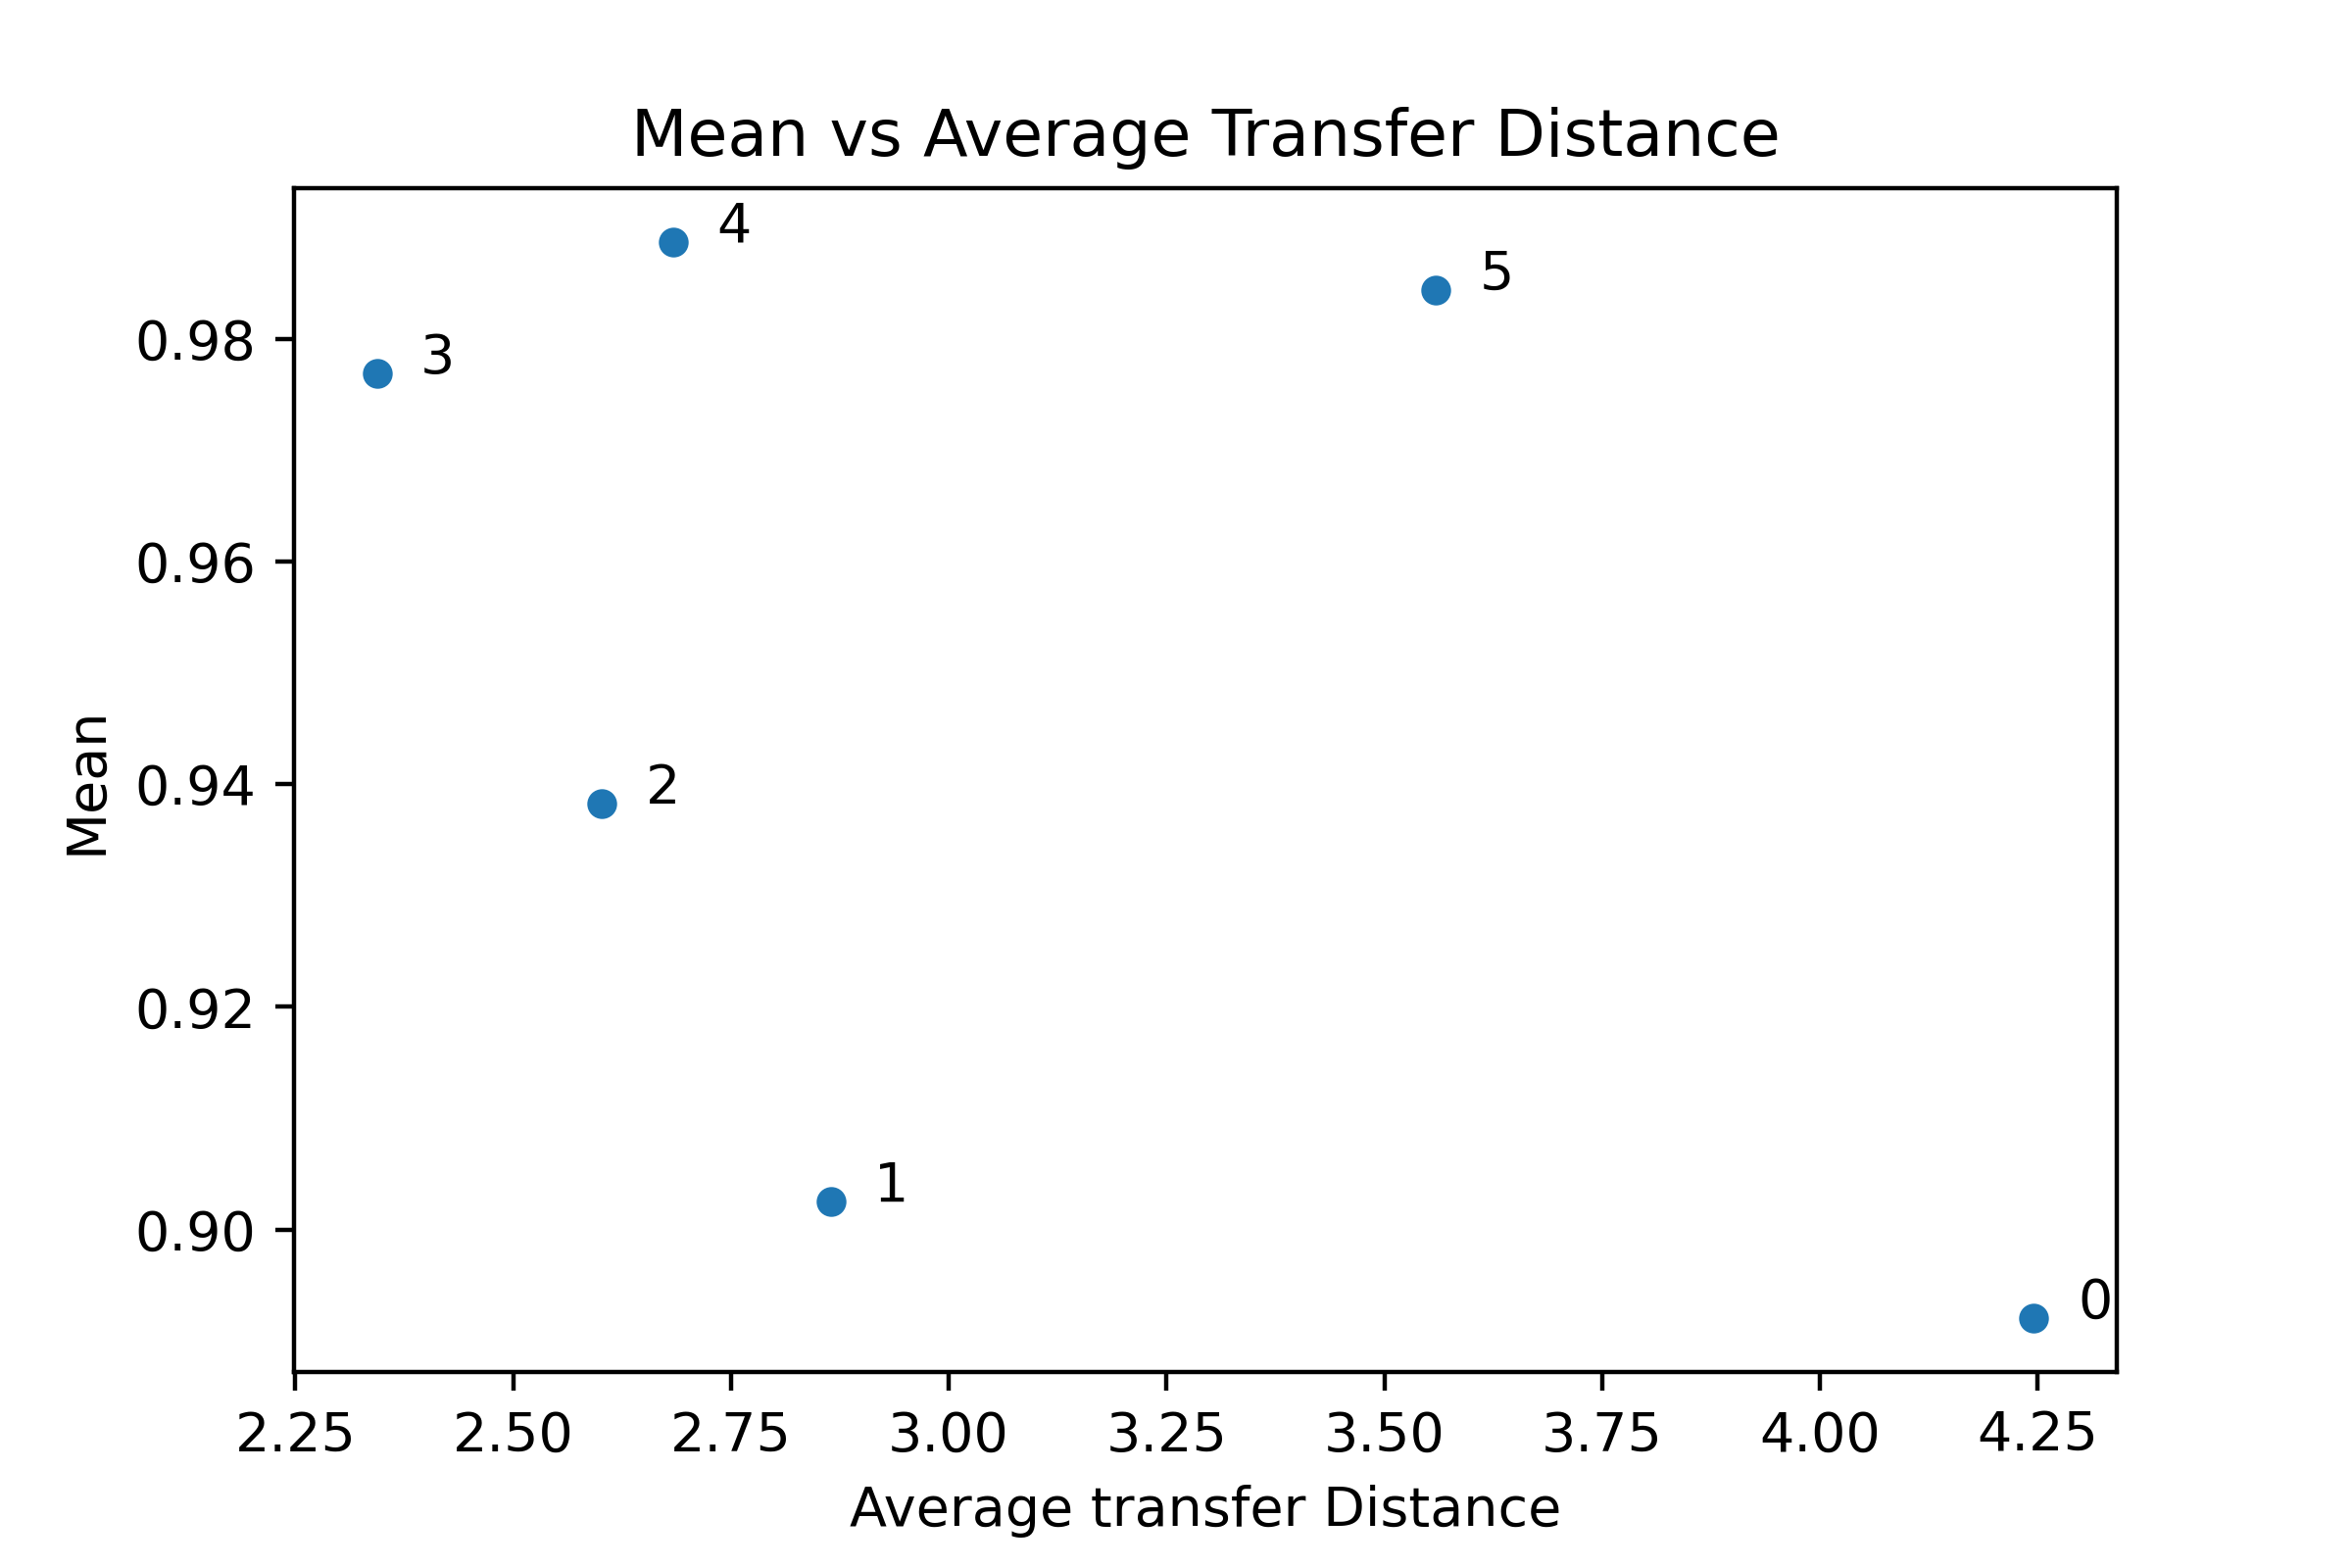 Mean vs Average Transfer Distance
4
5
0.98
3
0.96
Mean
0.94
2
0.92
1
0.90
0
2.25 2.50 2.75 3.00 3.25 3.50 3.75 4.00 4.25
Average transfer Distance